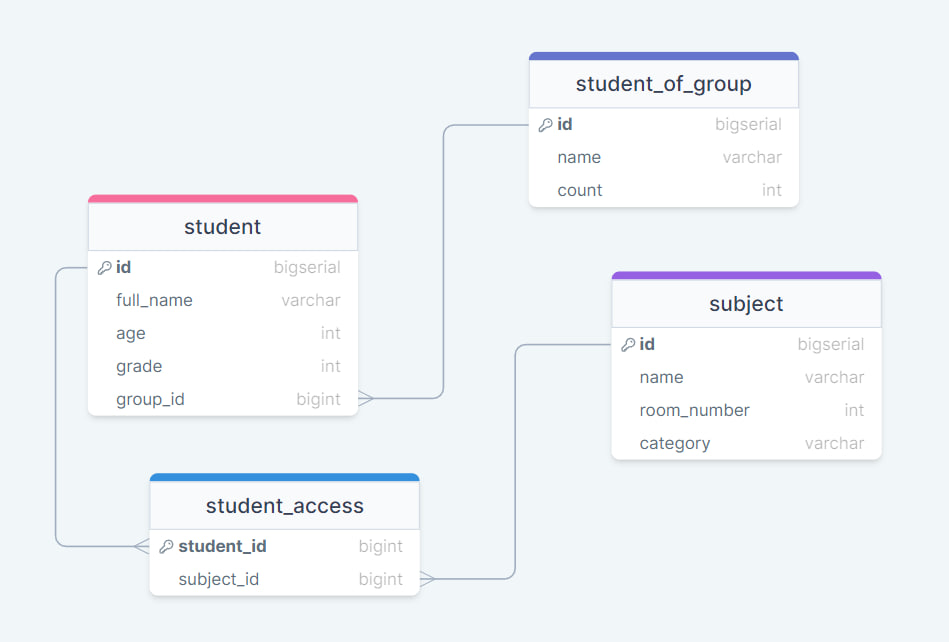 student_of_group
id bigserial
name varchar
count int
student
id bigserial
full_name varchar
age int
grade int
group_id bigint
subject
id bigserial
name varchar
room_number int
category varchar
student_access
student_id bigint
subject_id bigint